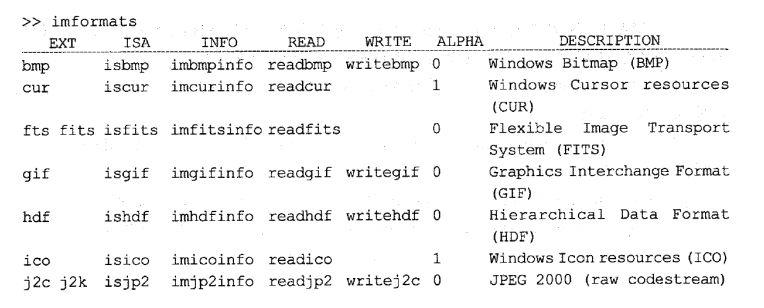 >> imformats
EXT ISA INFO READ WRITE ALPHA DESCRIPTION
bmp isbmp imbmpinfo readbmp writebmp 0 Windows Bitmap (BMP)
cur iscur imcurinfo readcur 1 Windows Cursor resources
(CUR)
fts fits isfits imfitsinfo readfits 0 Flexible Image Transport
System (FITS)
gif isgif imgifinfo readgif writegif 0 Graphics Interchange Format
(GIF)
hdf ishdf imhdfinfo readhdf writehdf 0 Hierarchical Data Format
(HDF)
ico isico imicoinfo readico 1 Windows Icon resources (ICO)
j2c j2k isjp2 imjp2info readjp2 writej2c 0 JPEG 2000 (raw codestream)